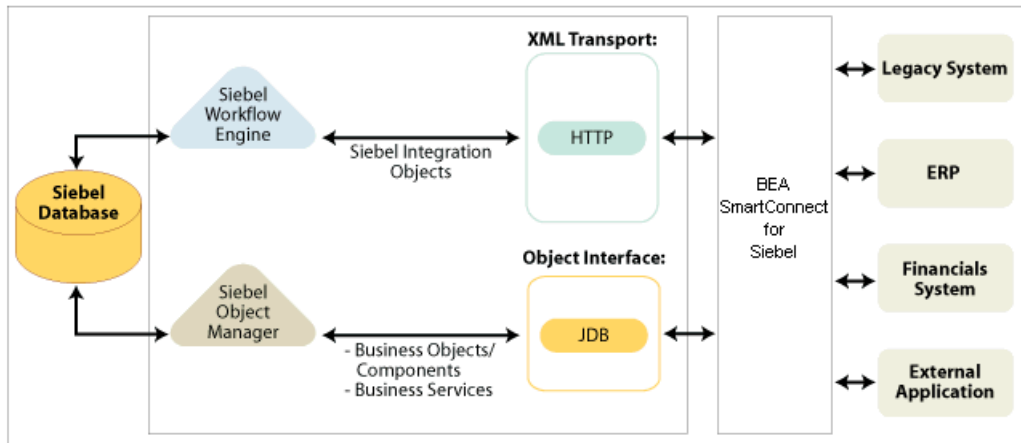 XML Transport:
Siebel
Workflow
Engine
HTTP
Siebel Integration
Objects
Siebel
Database
Object Interface:
Siebel
Object
Manager
JDB
- Business Objects/
Components
- Business Services
BEA
SmartConnect
for
Siebel
Legacy System
ERP
Financials
System
External
Application